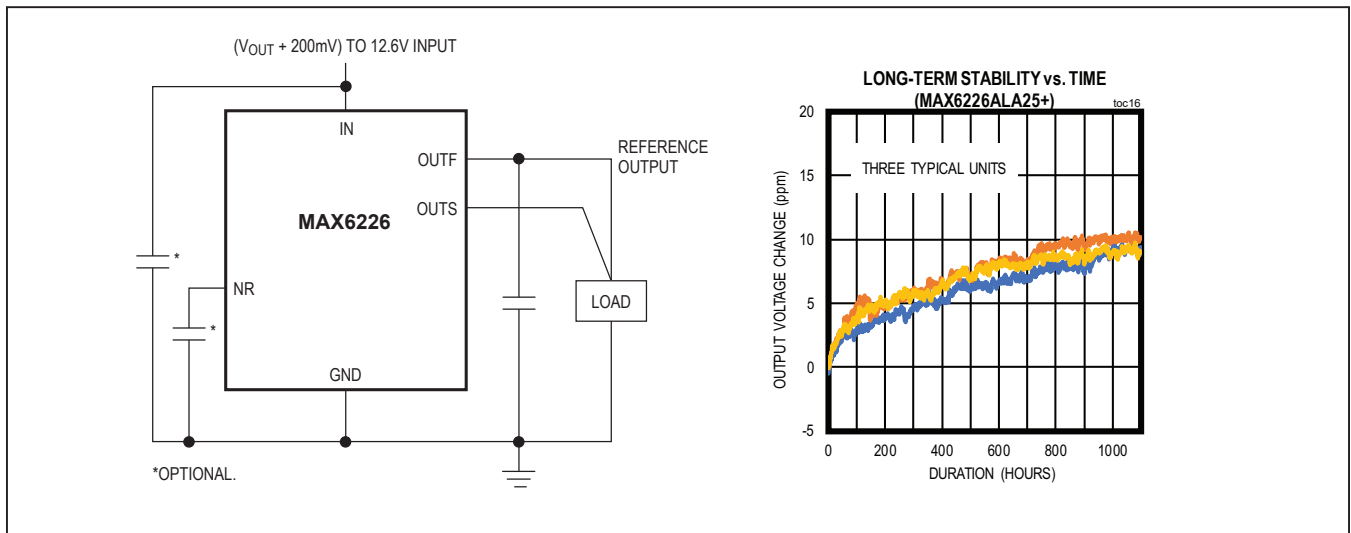 (VOUT + 200mV) TO 12.6V INPUT
IN
OUTF
REFERENCE
OUTPUT
OUTS
MAX6226
*
NR
*
LOAD
GND
*OPTIONAL.
LONG-TERM STABILITY vs. TIME
(MAX6226ALA25+)
toc16
THREE TYPICAL UNITS
OUTPUT VOLTAGE CHANGE (ppm)
20
15
10
5
0
-5
0 200 400 600 800 1000
DURATION (HOURS)